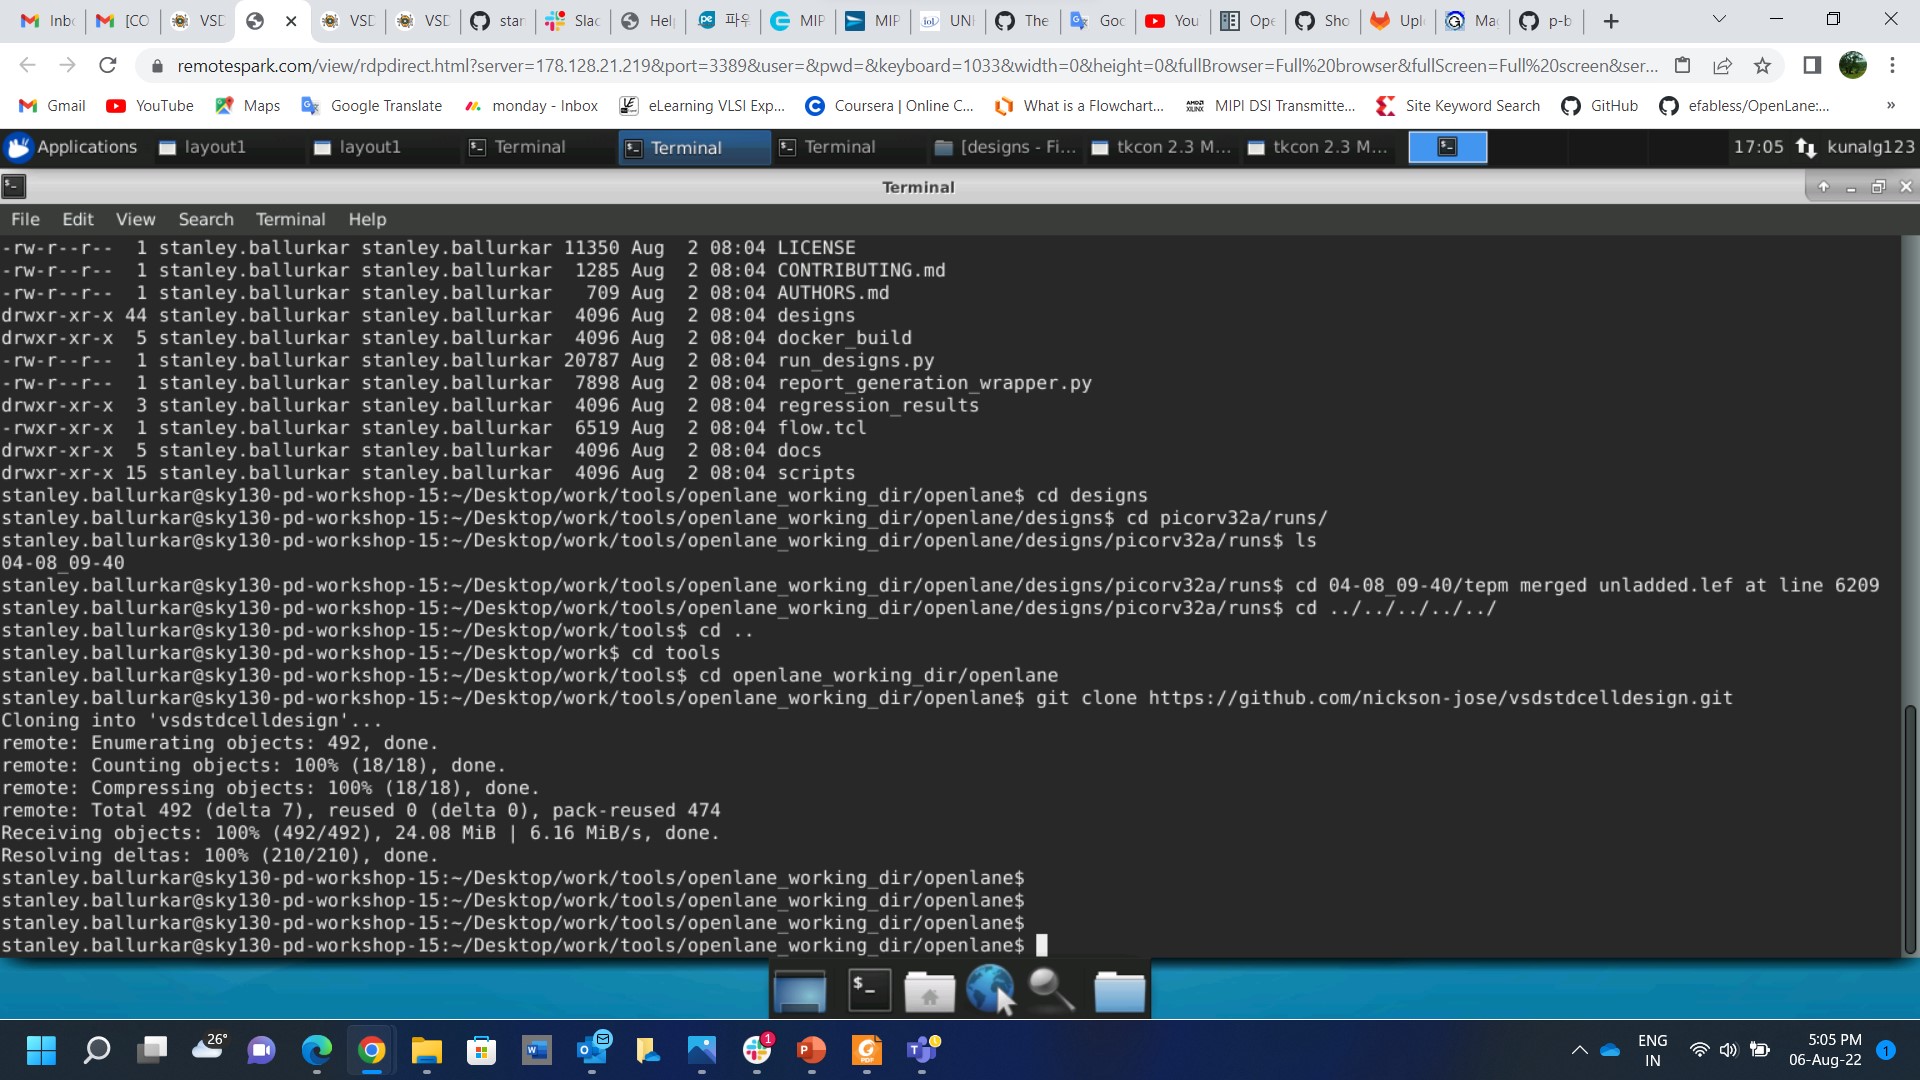 Inb
[CO
VSD
VSD
VSD
star
Slac
Hel
파우
MIP
MIP
UNI
The
Goo
You
Ope
Sho
Upl
Ma
p-b
remotespark.com/view/rdpdirect.html?server=178.128.21.219&port=3389&user=&pwd=&keyboard=1033&width=0&height=0&fullBrowser=Full%20browser&fullScreen=Full%20screen&ser...
Gmail
YouTube
Maps
Google Translate
monday - Inbox
eLearning VLSI Exp...
Coursera | Online C...
What is a Flowchart...
MIPI DSI Transmitte...
Site Keyword Search
GitHub
efabless/OpenLane:...
»
Applications
layout1
layout1
Terminal
Terminal
Terminal
[designs - Fi...
tkcon 2.3 M...
tkcon 2.3 M...
17:05
kunalg123
Terminal
File Edit View Search Terminal Help
-rw-r--r--  1 stanley.ballurkar stanley.ballurkar 11350 Aug  2 08:04 LICENSE
-rw-r--r--  1 stanley.ballurkar stanley.ballurkar  1285 Aug  2 08:04 CONTRIBUTING.md
-rw-r--r--  1 stanley.ballurkar stanley.ballurkar   709 Aug  2 08:04 AUTHORS.md
drwxr-xr-x 44 stanley.ballurkar stanley.ballurkar  4096 Aug  2 08:04 designs
drwxr-xr-x  5 stanley.ballurkar stanley.ballurkar  4096 Aug  2 08:04 docker_build
-rw-r--r--  1 stanley.ballurkar stanley.ballurkar 20787 Aug  2 08:04 run_designs.py
-rw-r--r--  1 stanley.ballurkar stanley.ballurkar  7898 Aug  2 08:04 report_generation_wrapper.py
drwxr-xr-x  3 stanley.ballurkar stanley.ballurkar  4096 Aug  2 08:04 regression_results
-rwxr-xr-x  1 stanley.ballurkar stanley.ballurkar  6519 Aug  2 08:04 flow.tcl
drwxr-xr-x  5 stanley.ballurkar stanley.ballurkar  4096 Aug  2 08:04 docs
drwxr-xr-x 15 stanley.ballurkar stanley.ballurkar  4096 Aug  2 08:04 scripts
stanley.ballurkar@sky130-pd-workshop-15:~/Desktop/work/tools/openlane_working_dir/openlane$ cd designs
stanley.ballurkar@sky130-pd-workshop-15:~/Desktop/work/tools/openlane_working_dir/openlane/designs$ cd picorv32a/runs/
stanley.ballurkar@sky130-pd-workshop-15:~/Desktop/work/tools/openlane_working_dir/openlane/designs/picorv32a/runs$ ls
04-08_09-40
stanley.ballurkar@sky130-pd-workshop-15:~/Desktop/work/tools/openlane_working_dir/openlane/designs/picorv32a/runs$ cd 04-08_09-40/tepm merged unladded.lef at line 6209
stanley.ballurkar@sky130-pd-workshop-15:~/Desktop/work/tools/openlane_working_dir/openlane/designs/picorv32a/runs$ cd ../../../../../
stanley.ballurkar@sky130-pd-workshop-15:~/Desktop/work/tools$ cd ..
stanley.ballurkar@sky130-pd-workshop-15:~/Desktop/work$ cd tools
stanley.ballurkar@sky130-pd-workshop-15:~/Desktop/work/tools$ cd openlane_working_dir/openlane
stanley.ballurkar@sky130-pd-workshop-15:~/Desktop/work/tools/openlane_working_dir/openlane$ git clone https://github.com/nickson-jose/vsdstdcelldesign.git
Cloning into 'vsdstdcelldesign'...
remote: Enumerating objects: 492, done.
remote: Counting objects: 100% (18/18), done.
remote: Compressing objects: 100% (18/18), done.
remote: Total 492 (delta 7), reused 0 (delta 0), pack-reused 474
Receiving objects: 100% (492/492), 24.08 MiB | 6.16 MiB/s, done.
Resolving deltas: 100% (210/210), done.
stanley.ballurkar@sky130-pd-workshop-15:~/Desktop/work/tools/openlane_working_dir/openlane$
stanley.ballurkar@sky130-pd-workshop-15:~/Desktop/work/tools/openlane_working_dir/openlane$
stanley.ballurkar@sky130-pd-workshop-15:~/Desktop/work/tools/openlane_working_dir/openlane$
stanley.ballurkar@sky130-pd-workshop-15:~/Desktop/work/tools/openlane_working_dir/openlane$
26°
1
ENG
IN
5:05 PM
06-Aug-22
1